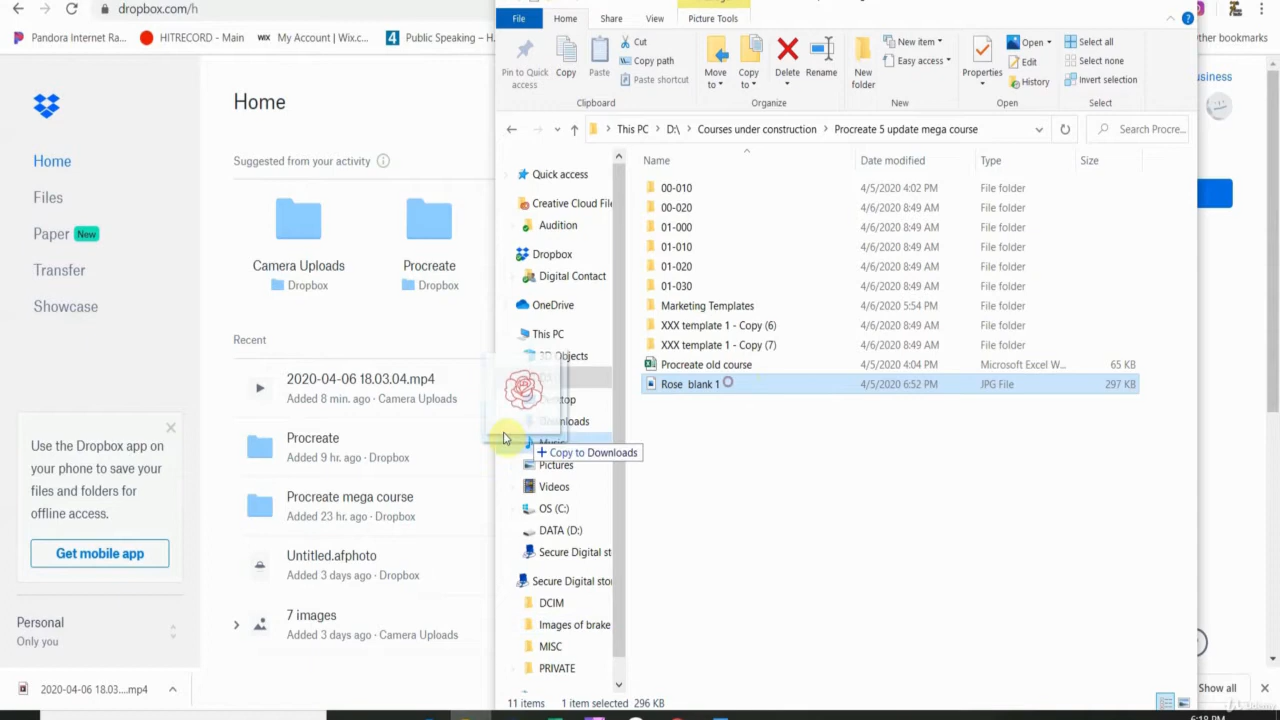 dropbox.com/h
Pandora Internet Ra...
HITRECORD - Main
WIX My Account | Wix.c...
4 Public Speaking – H.
ther bookmarks
Home
Files
Paper New
Transfer
Showcase
Use the Dropbox app on
your phone to save your
files and folders for
offline access.
Get mobile app
Personal
Only you
Home
Suggested from your activity
Camera Uploads
Dropbox
Procreate
Dropbox
Recent
2020-04-06 18.03.04.mp4
Added 8 min. ago · Camera Uploads
Procreate
Added 9 hr. ago · Dropbox
Procreate mega course
Added 23 hr. ago · Dropbox
Untitled.afphoto
Added 3 days ago · Dropbox
7 images
Added 3 days ago · Camera Uploads
File Home Share View Picture Tools
Pin to Quick
access
Copy
Paste
Cut
Copy path
Paste shortcut
Clipboard
Move
to
Copy
to
Delete
Rename
Organize
New
folder
New item
Easy access
New
Properties
Open
Edit
History
Open
Select all
Select none
Invert selection
Select
This PC > D:\ > Courses under construction > Procreate 5 update mega course
Search Procre...
Quick access
Creative Cloud File
Audition
Dropbox
Digital Contact
OneDrive
This PC
3D Objects
Desktop
Downloads
Music
Pictures
Videos
OS (C:)
DATA (D:)
Secure Digital st
Secure Digital stor
DCIM
Images of brake
MISC
PRIVATE
Copy to Downloads
Name Date modified Type Size
00-010 4/5/2020 4:02 PM File folder
00-020 4/6/2020 8:49 AM File folder
01-000 4/6/2020 8:49 AM File folder
01-010 4/6/2020 8:49 AM File folder
01-020 4/6/2020 8:49 AM File folder
01-030 4/6/2020 8:49 AM File folder
Marketing Templates 4/6/2020 5:54 PM File folder
XXX template 1 - Copy (6) 4/6/2020 8:49 AM File folder
XXX template 1 - Copy (7) 4/6/2020 8:49 AM File folder
Procreate old course 4/5/2020 4:04 PM Microsoft Excel W... 65 KB
Rose blank 1 4/5/2020 6:52 PM JPG File 297 KB
11 items 1 item selected 296 KB
usiness
2020-04-06 18.03....mp4
Show all
Udemy
6:18 PM